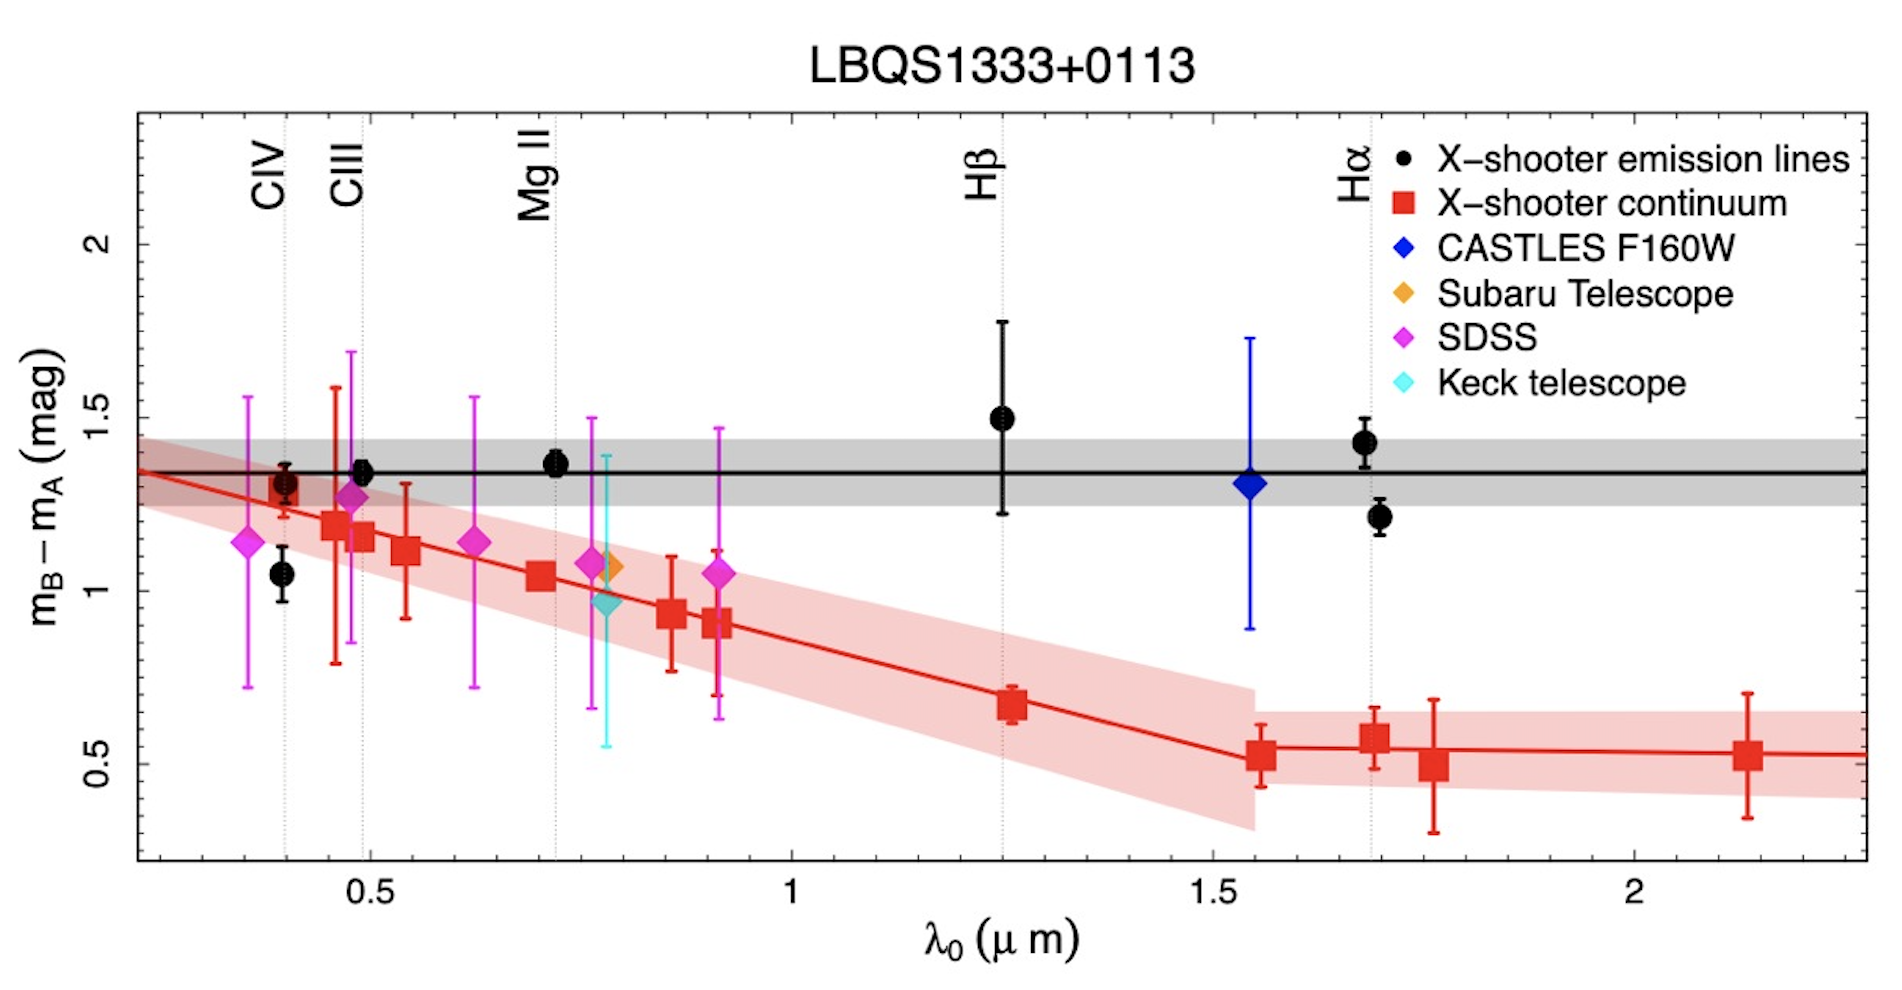 LBQS1333+0113
CIV
CIII
Mg II
Hβ
Hα
X−shooter emission lines
X−shooter continuum
CASTLES F160W
Subaru Telescope
SDSS
Keck telescope
2
1.5
1
0.5
m_B − m_A (mag)
0.5
1
1.5
2
λ_0 (μ m)